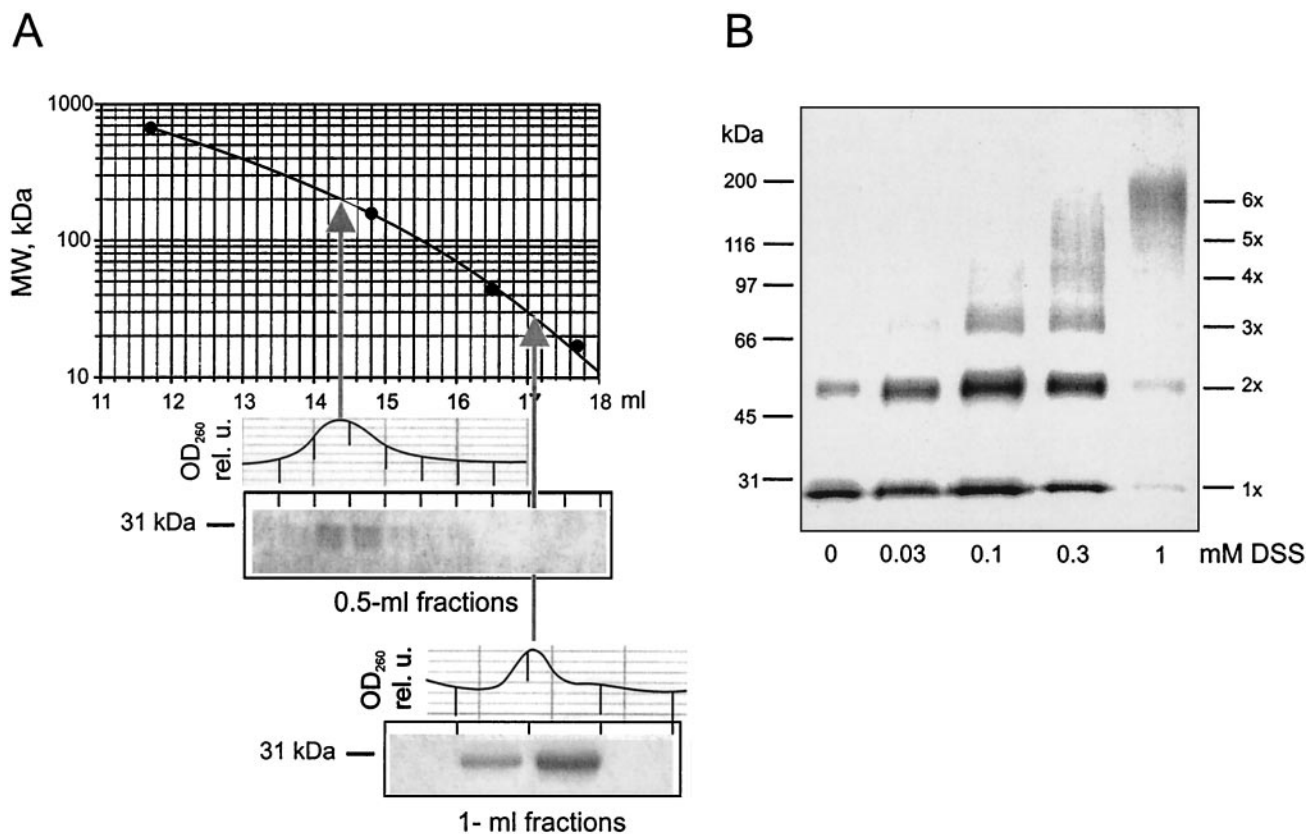 A
1000
100
10
MW, kDa
11 12 13 14 15 16 17 18 ml
OD260
rel. u.
31 kDa
0.5-ml fractions
OD260
rel. u.
31 kDa
1- ml fractions
B
kDa
200
116
97
66
45
31
6x
5x
4x
3x
2x
1x
0 0.03 0.1 0.3 1 mM DSS